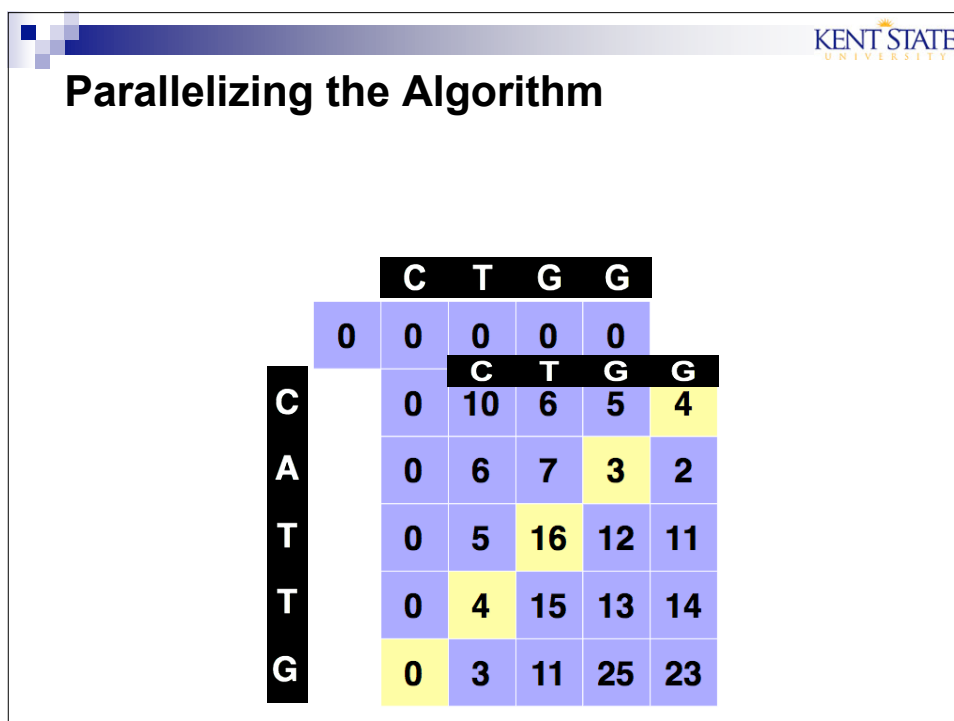 KENT STATE
UNIVERSITY
Parallelizing the Algorithm
C T G G
0 0 0 0 0
C T G G
C 0 10 6 5 4
A 0 6 7 3 2
T 0 5 16 12 11
T 0 4 15 13 14
G 0 3 11 25 23